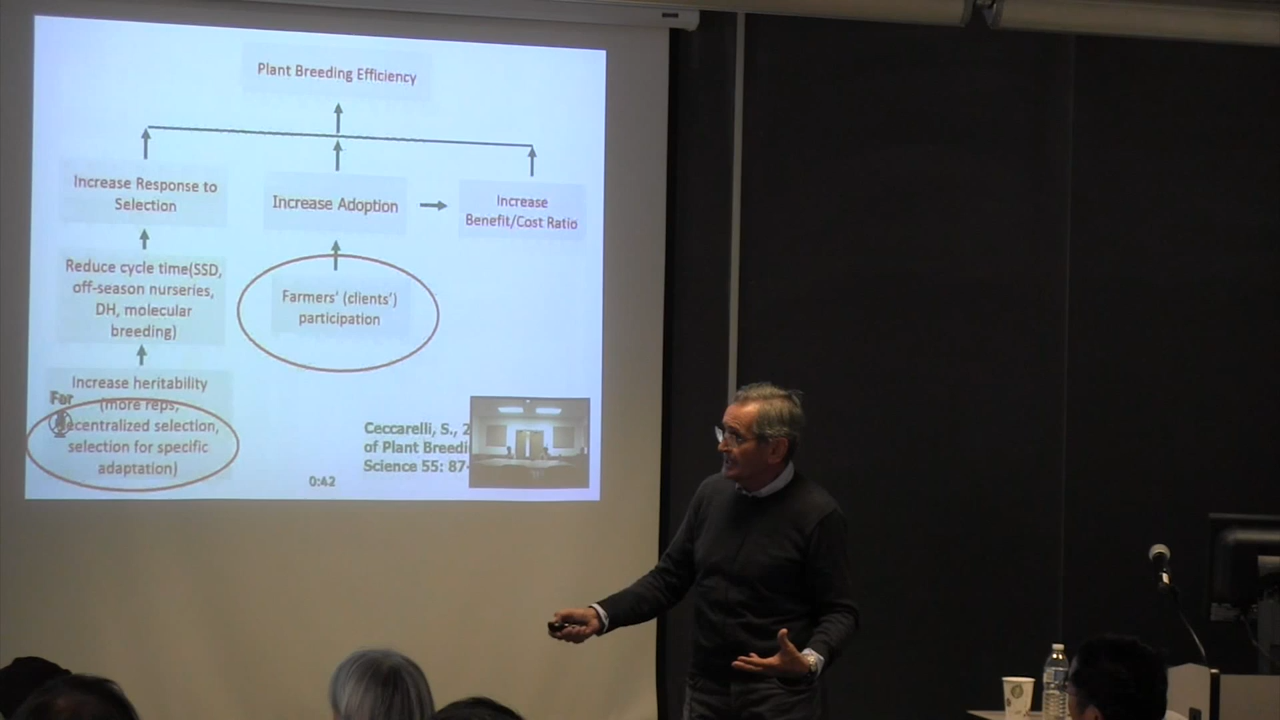 Plant Breeding Efficiency
Increase Response to
Selection
Increase Adoption
Increase
Benefit/Cost Ratio
Reduce cycle time(SSD,
off-season nurseries,
DH, molecular
breeding)
Farmers' (clients')
participation
Increase heritability
(more reps,
decentralized selection,
selection for specific
adaptation)
Far
Ceccarelli, S., 2
of Plant Breedi
Science 55: 87-
0:42